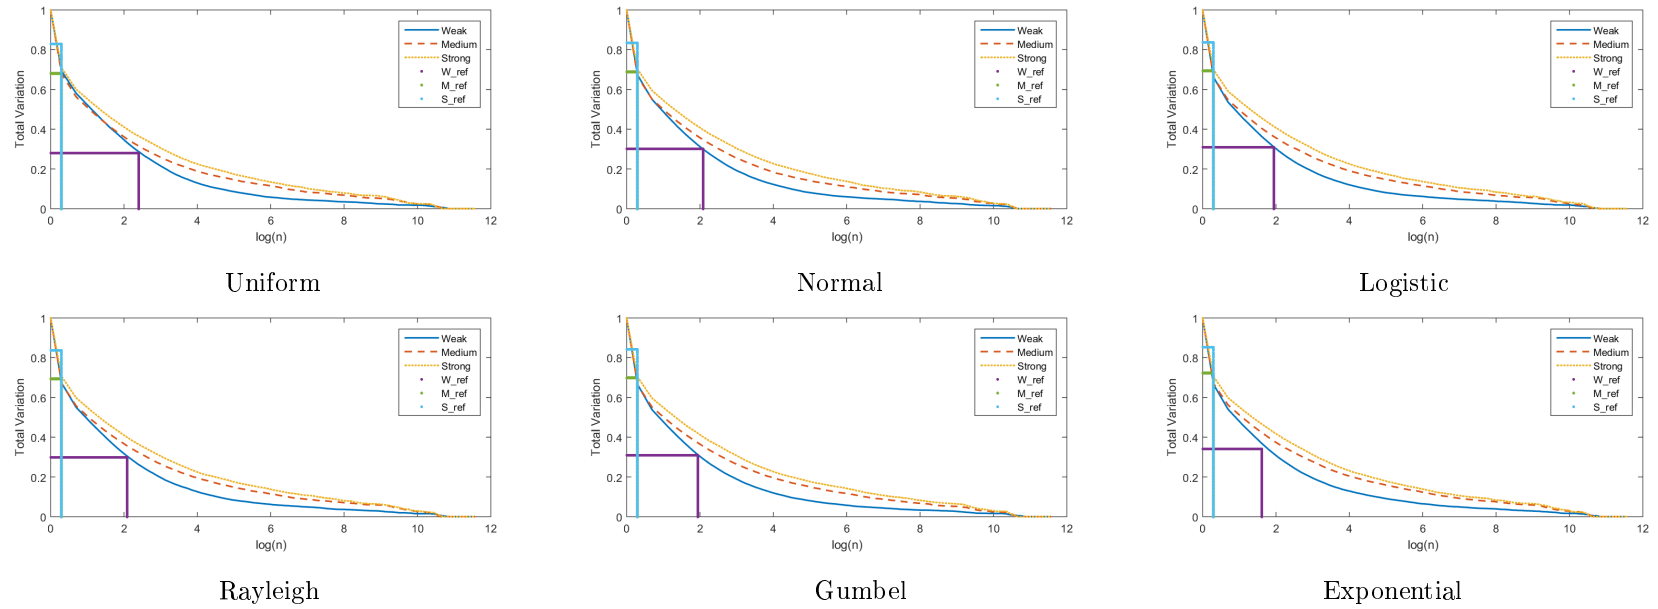 1
0.8
0.6
0.4
0.2
0
Total Variation
0 2 4 6 8 10 12
log(n)
Weak
Medium
Strong
W_ref
M_ref
S_ref
Uniform
1
0.8
0.6
0.4
0.2
0
Total Variation
0 2 4 6 8 10 12
log(n)
Weak
Medium
Strong
W_ref
M_ref
S_ref
Normal
1
0.8
0.6
0.4
0.2
0
Total Variation
0 2 4 6 8 10 12
log(n)
Weak
Medium
Strong
W_ref
M_ref
S_ref
Logistic
1
0.8
0.6
0.4
0.2
0
Total Variation
0 2 4 6 8 10 12
log(n)
Weak
Medium
Strong
W_ref
M_ref
S_ref
Rayleigh
1
0.8
0.6
0.4
0.2
0
Total Variation
0 2 4 6 8 10 12
log(n)
Weak
Medium
Strong
W_ref
M_ref
S_ref
Gumbel
1
0.8
0.6
0.4
0.2
0
Total Variation
0 2 4 6 8 10 12
log(n)
Weak
Medium
Strong
W_ref
M_ref
S_ref
Exponential